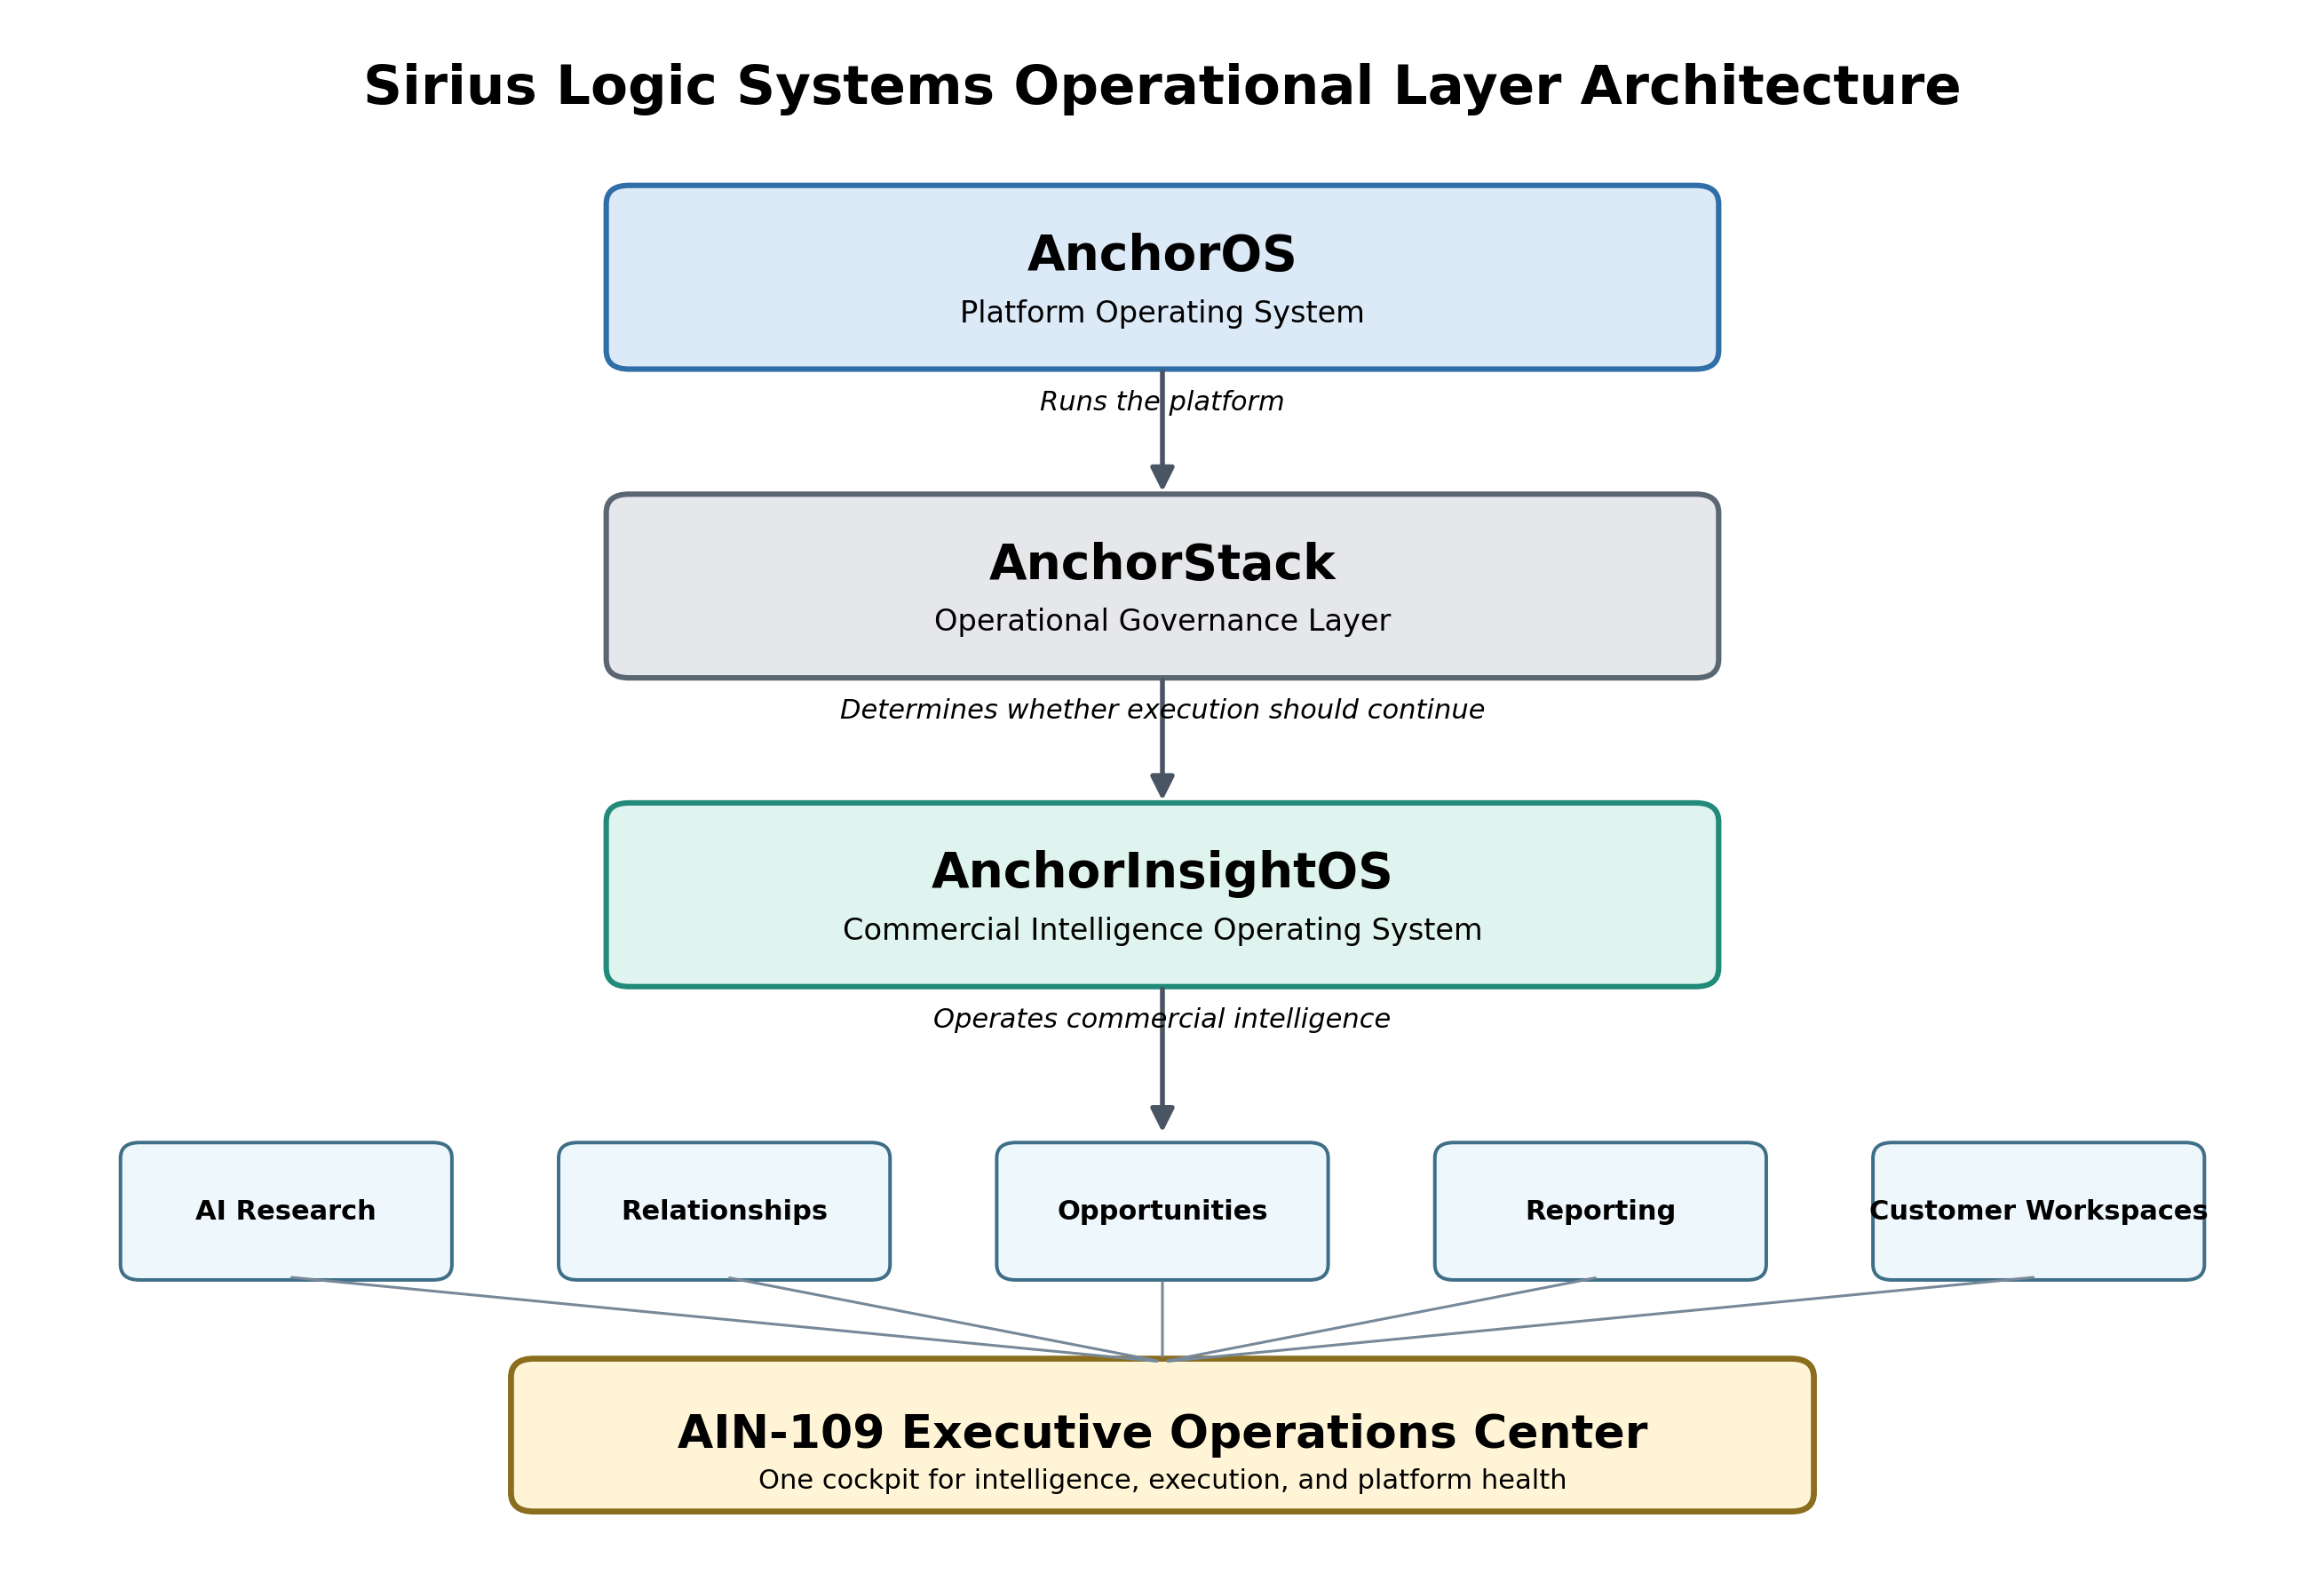 Sirius Logic Systems Operational Layer Architecture
AnchorOS
Platform Operating System
Runs the platform
AnchorStack
Operational Governance Layer
Determines whether execution should continue
AnchorInsightOS
Commercial Intelligence Operating System
Operates commercial intelligence
AI Research
Relationships
Opportunities
Reporting
Customer Workspaces
AIN-109 Executive Operations Center
One cockpit for intelligence, execution, and platform health